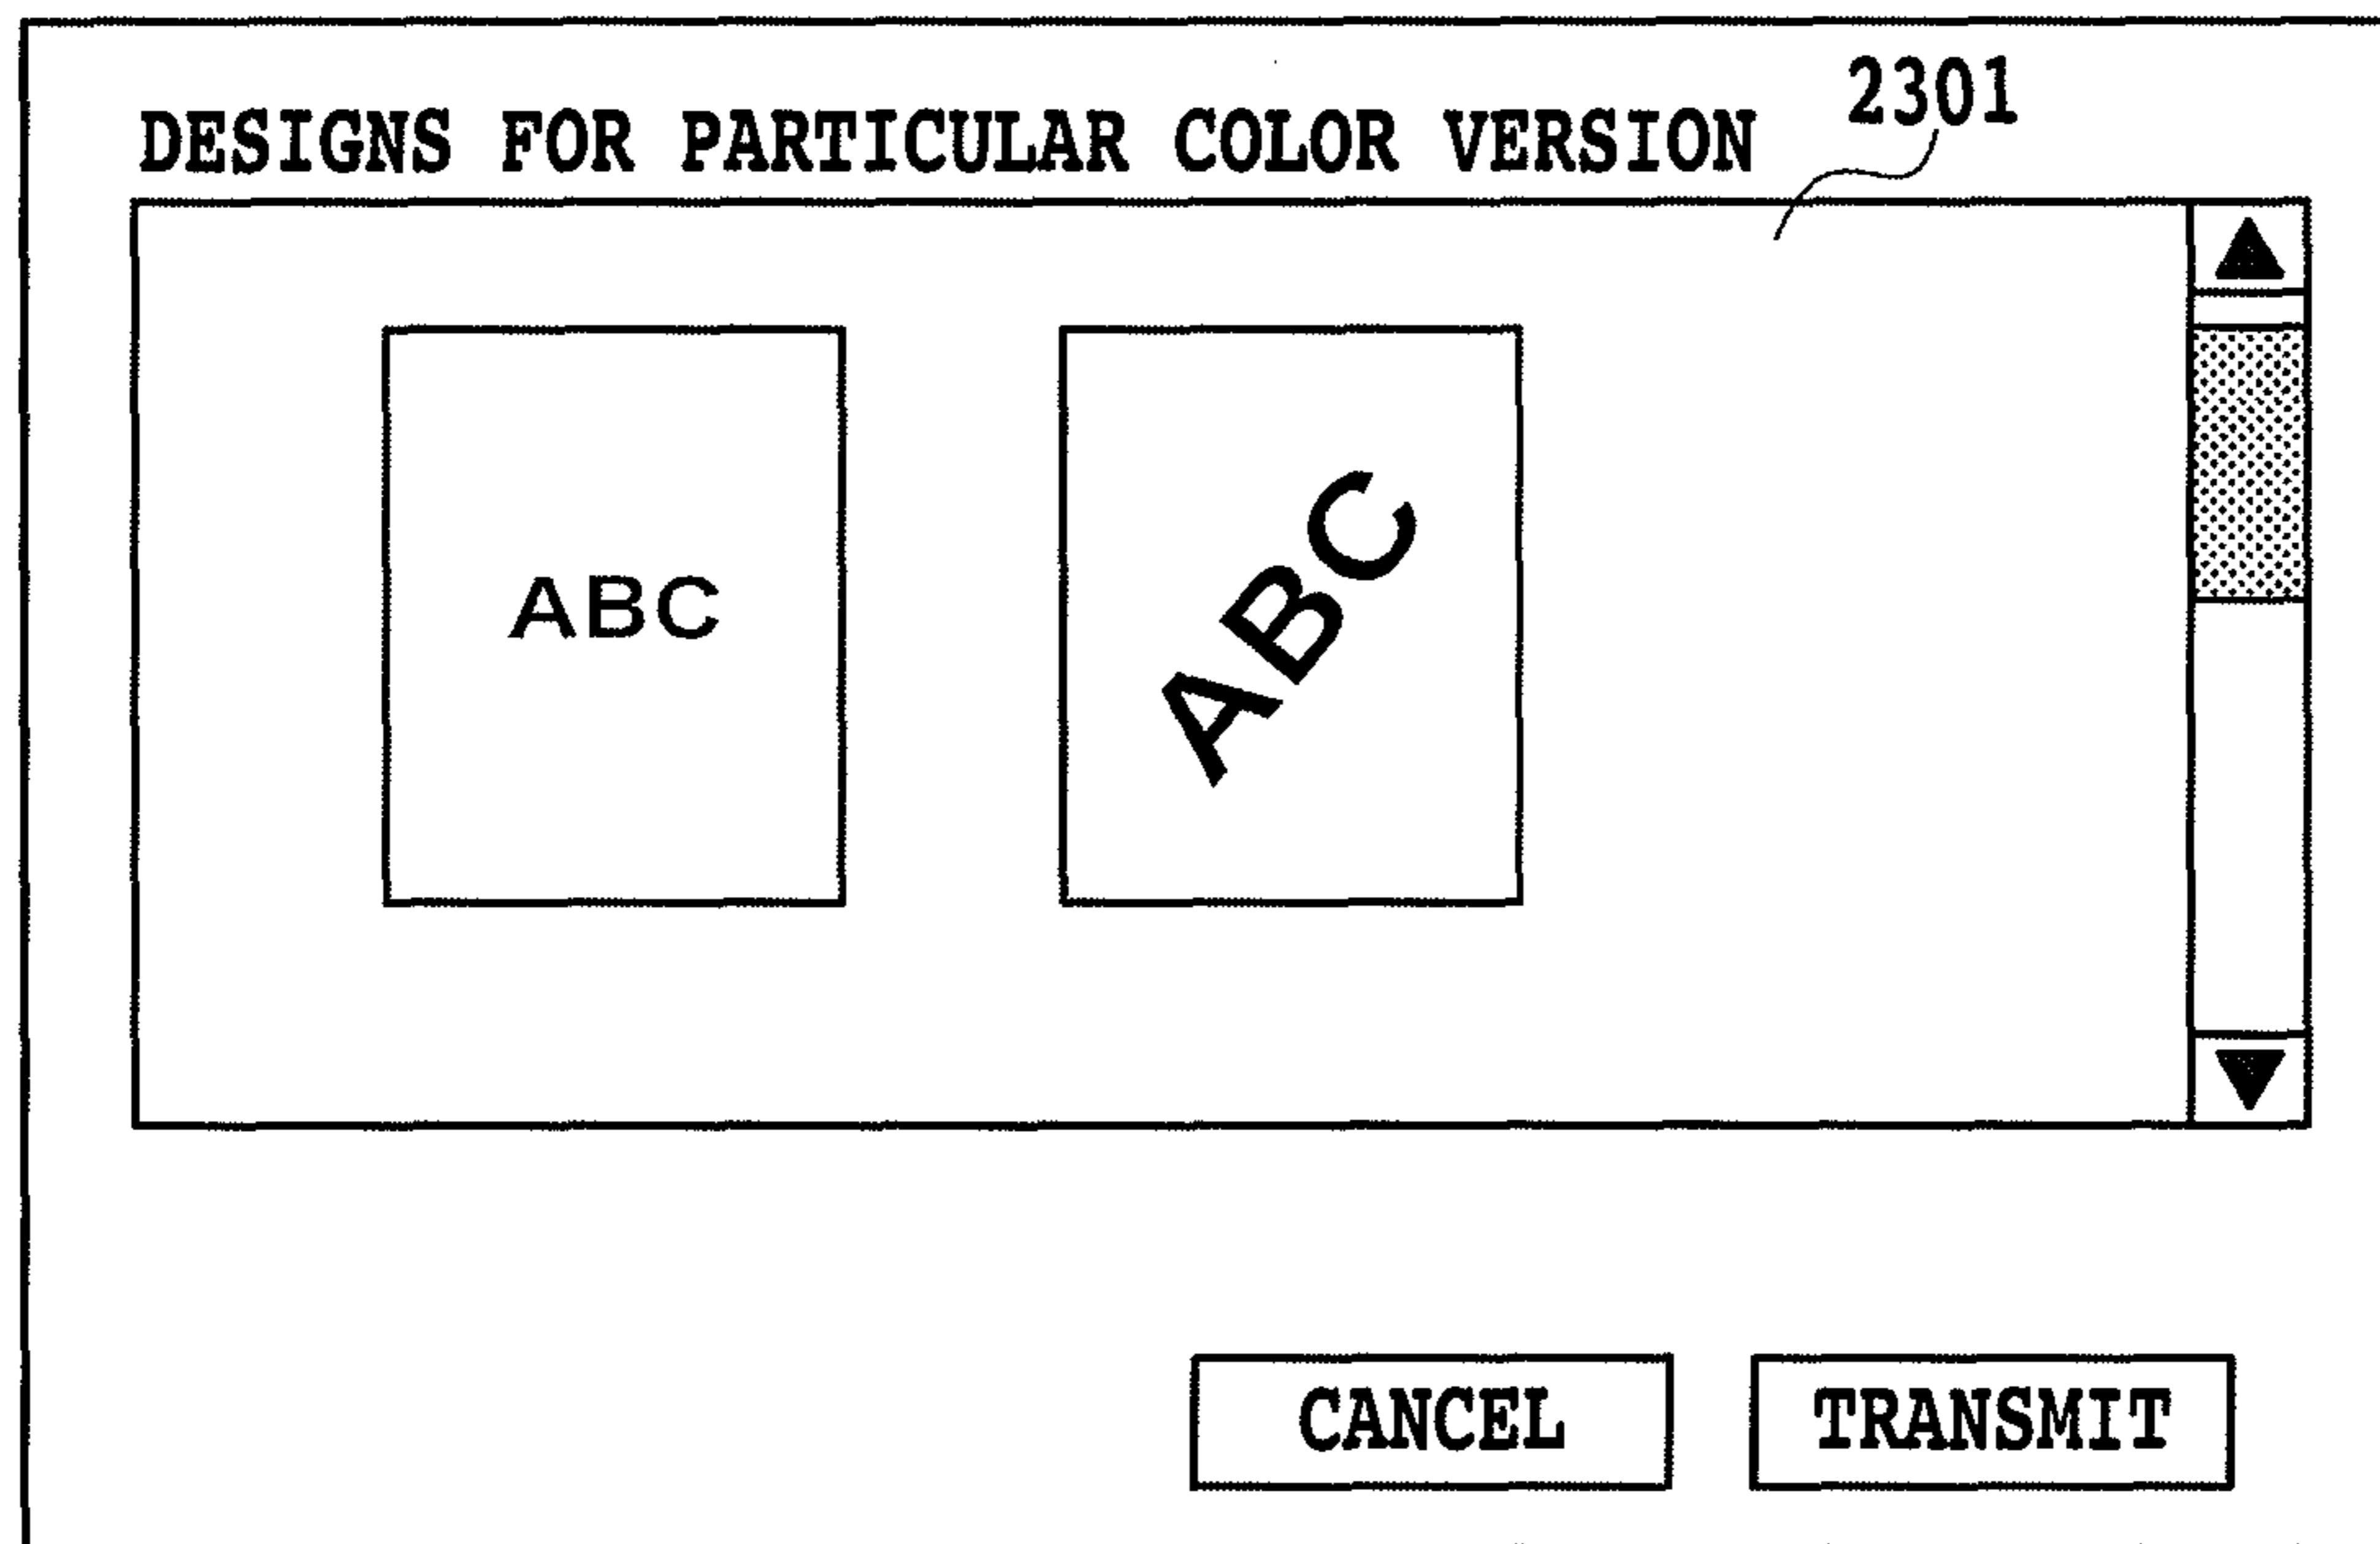 2301
DESIGNS FOR PARTICULAR COLOR VERSION
ABC
ABC
CANCEL
TRANSMIT